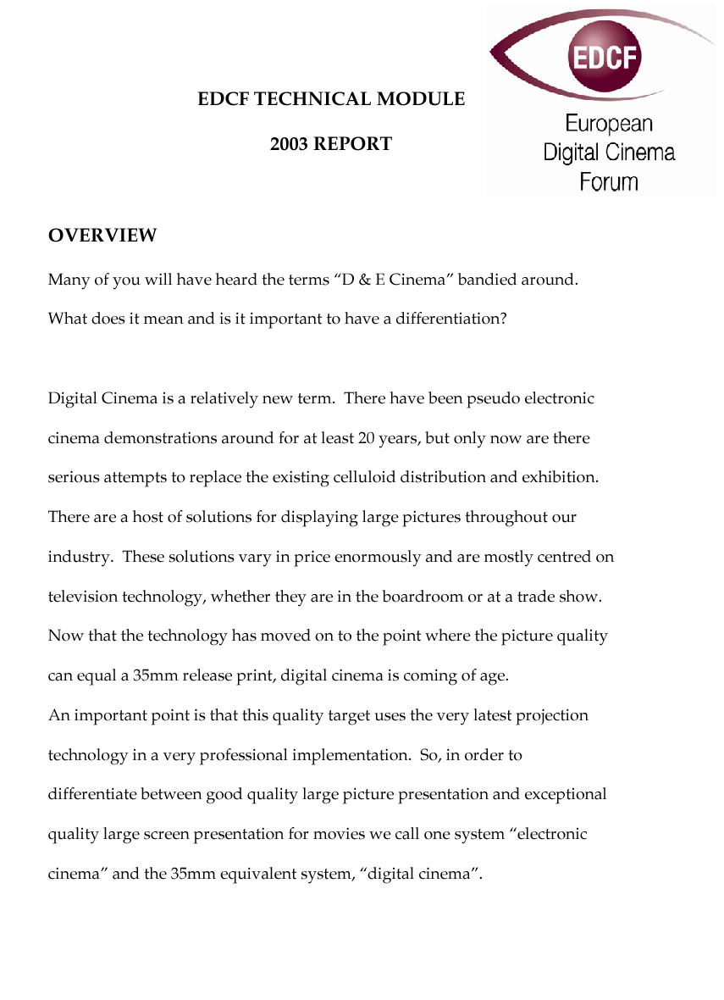 EDCF
European
Digital Cinema
Forum
EDCF TECHNICAL MODULE
2003 REPORT
OVERVIEW
Many of you will have heard the terms “D & E Cinema” bandied around.
What does it mean and is it important to have a differentiation?
Digital Cinema is a relatively new term.  There have been pseudo electronic
cinema demonstrations around for at least 20 years, but only now are there
serious attempts to replace the existing celluloid distribution and exhibition.
There are a host of solutions for displaying large pictures throughout our
industry.  These solutions vary in price enormously and are mostly centred on
television technology, whether they are in the boardroom or at a trade show.
Now that the technology has moved on to the point where the picture quality
can equal a 35mm release print, digital cinema is coming of age.
An important point is that this quality target uses the very latest projection
technology in a very professional implementation.  So, in order to
differentiate between good quality large picture presentation and exceptional
quality large screen presentation for movies we call one system “electronic
cinema” and the 35mm equivalent system, “digital cinema”.